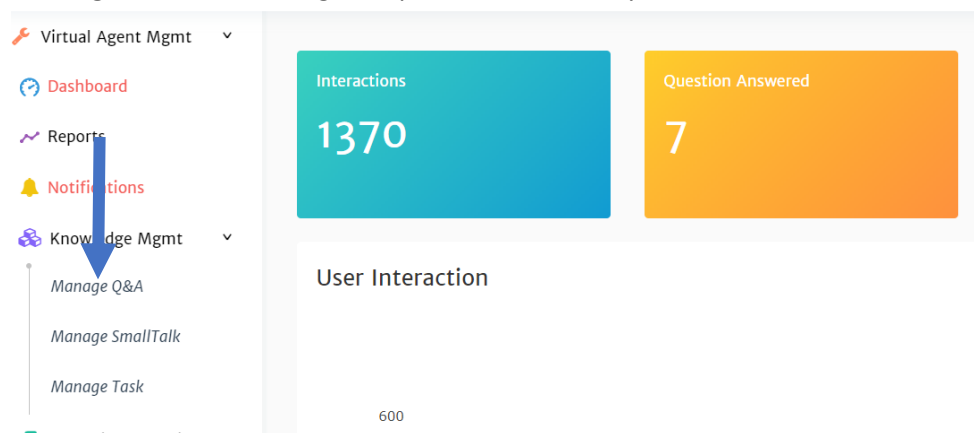 Virtual Agent Mgmt
Dashboard
Reports
Notifications
Knowledge Mgmt
Manage Q&A
Manage SmallTalk
Manage Task
Interactions
1370
Question Answered
7
User Interaction
600